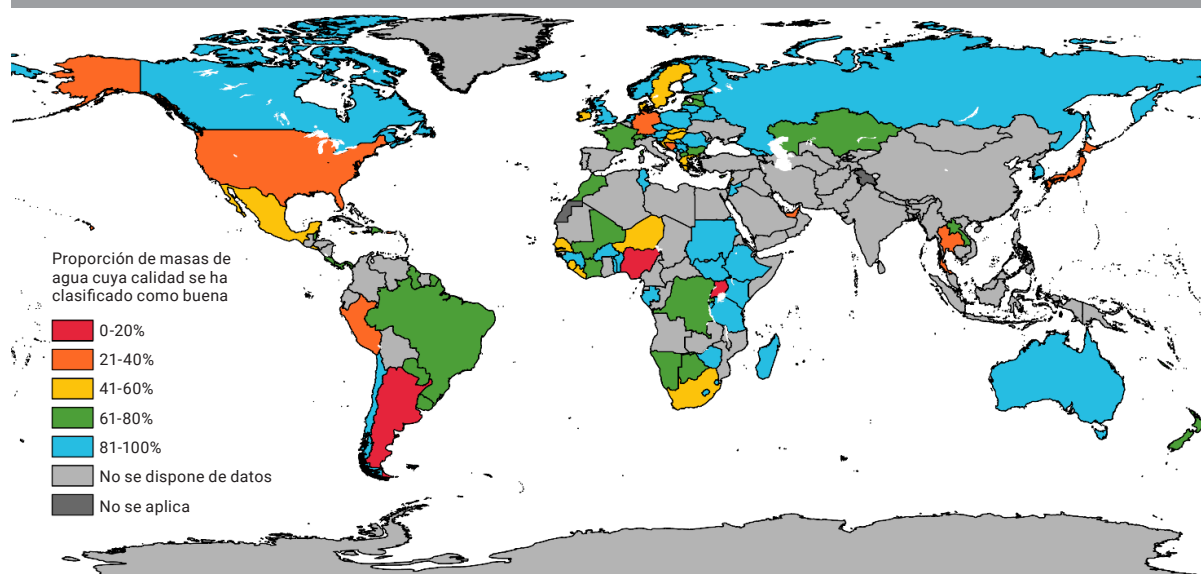 Proporción de masas de
agua cuya calidad se ha
clasificado como buena
0-20%
21-40%
41-60%
61-80%
81-100%
No se dispone de datos
No se aplica